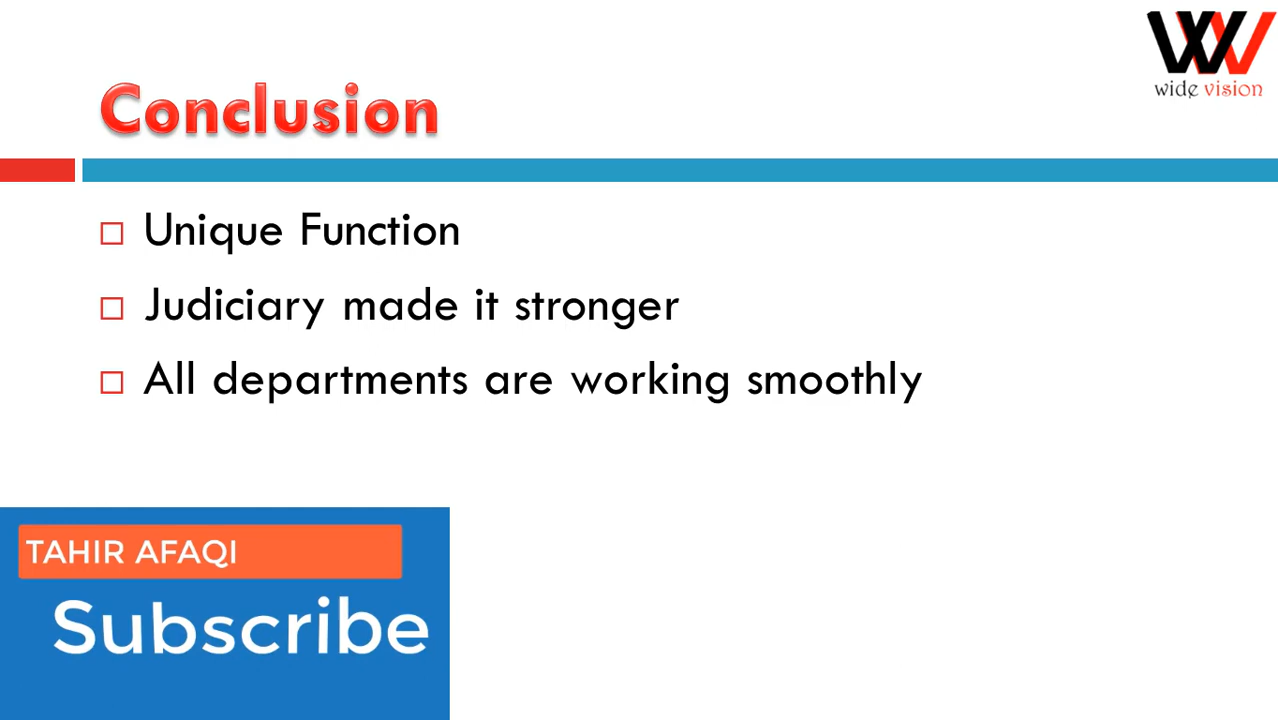 wide vision
Conclusion
Unique Function
Judiciary made it stronger
All departments are working smoothly
TAHIR AFAQI
Subscribe